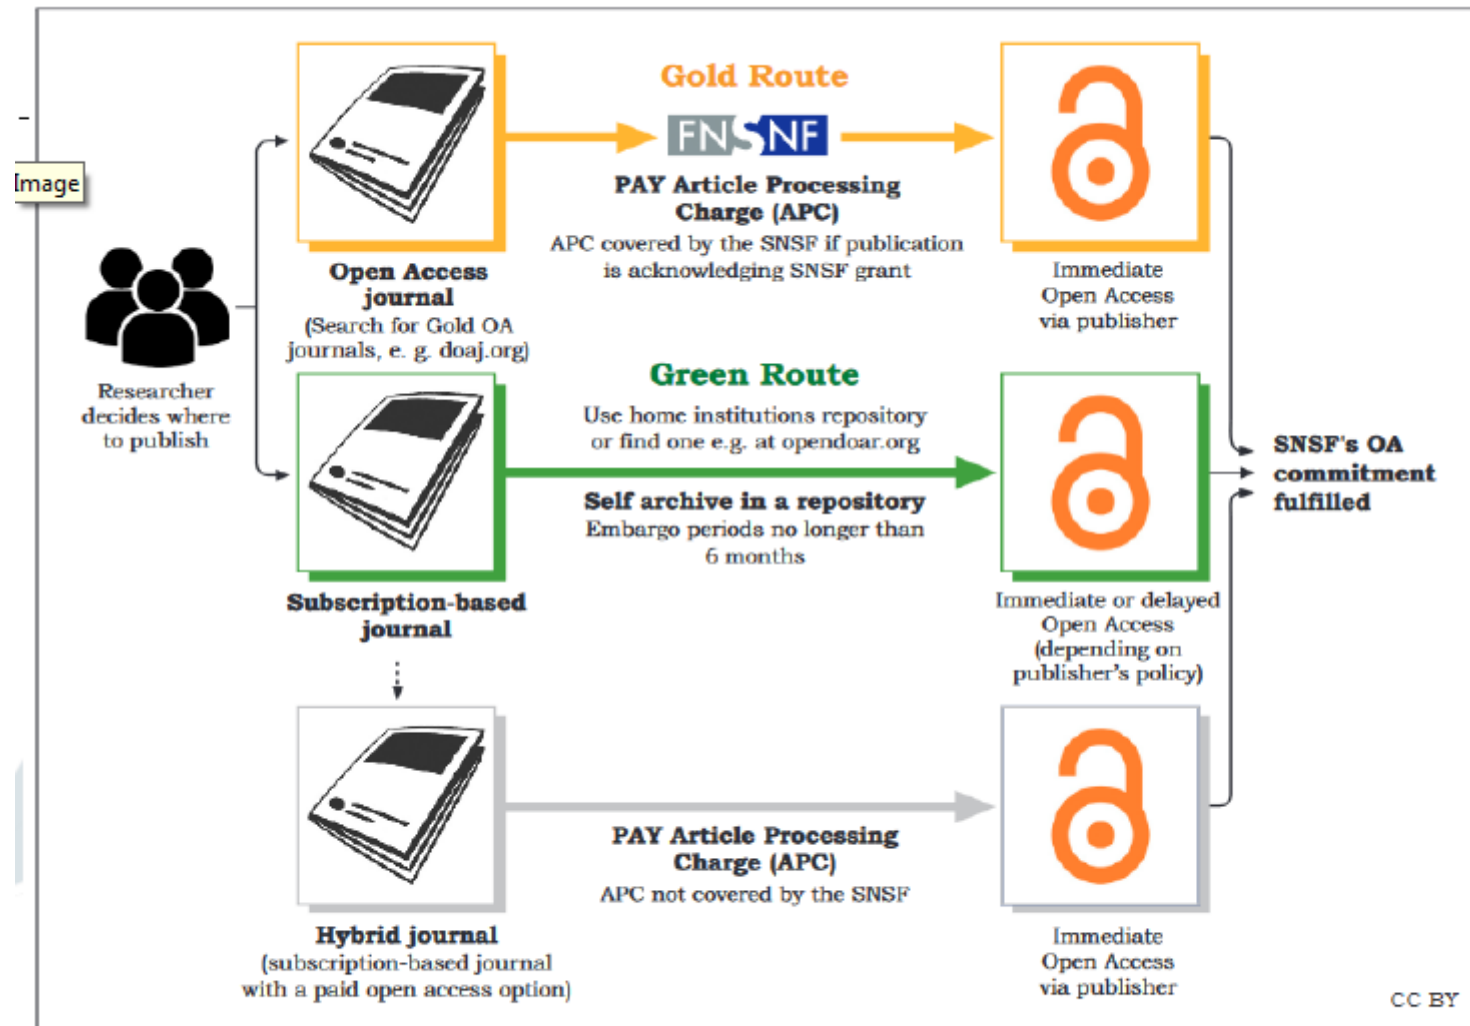 Gold Route
FNSNF
PAY Article Processing
Charge (APC)
APC covered by the SNSF if publication
is acknowledging SNSF grant
Image
Open Access
journal
(Search for Gold OA
journals, e. g. doaj.org)
Immediate
Open Access
via publisher
Researcher
decides where
to publish
Green Route
Use home institutions repository
or find one e.g. at opendoar.org
Self archive in a repository
Embargo periods no longer than
6 months
SNSF's OA
commitment
fulfilled
Subscription-based
journal
Immediate or delayed
Open Access
(depending on
publisher's policy)
PAY Article Processing
Charge (APC)
APC not covered by the SNSF
Hybrid journal
(subscription-based journal
with a paid open access option)
Immediate
Open Access
via publisher
CC BY